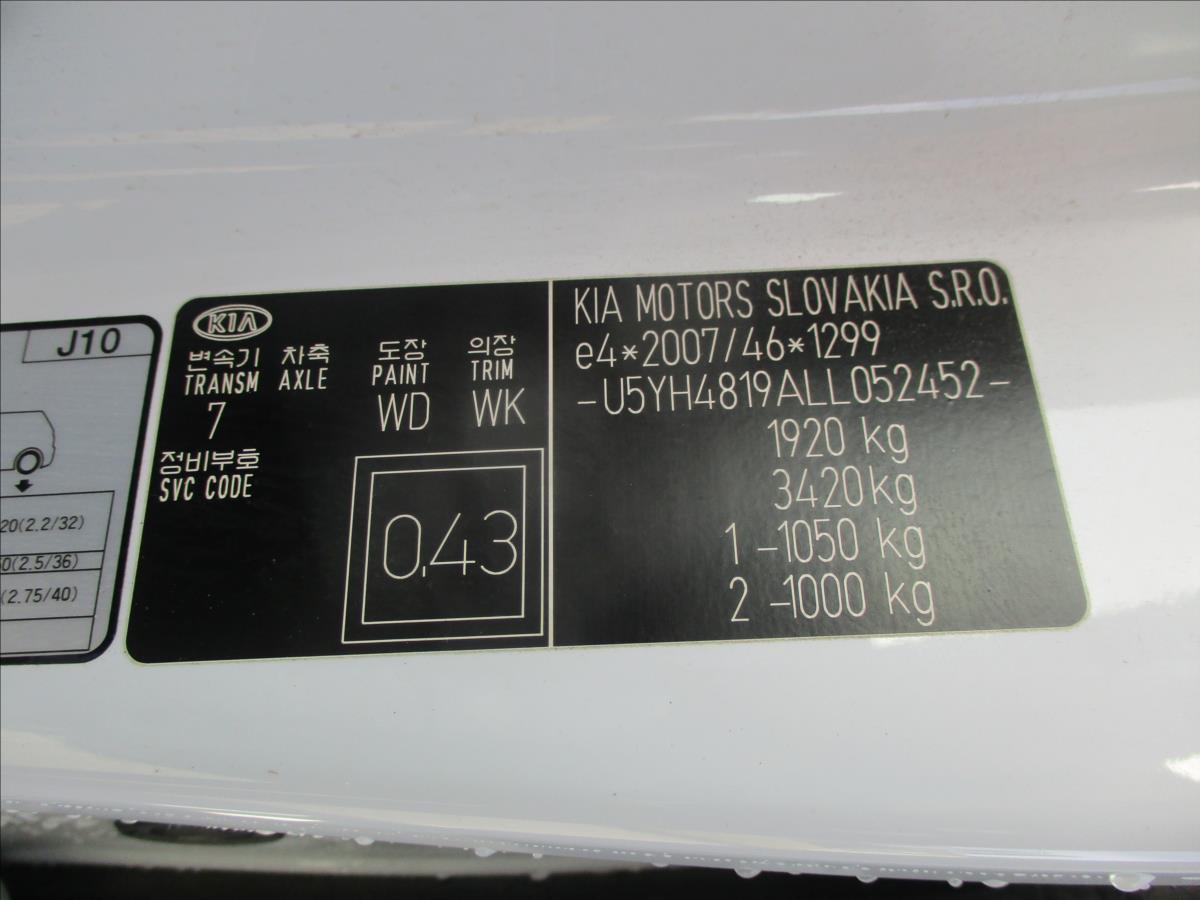 J10
20(2.2/32)
0(2.5/36)
(2.75/40)
KIA
변속기 차축 도장 의장
TRANSM AXLE PAINT TRIM
7 WD WK
정비부호
SVC CODE
0,43
KIA MOTORS SLOVAKIA S.R.O.
e4*2007/46*1299
-U5YH4819ALL052452-
1920 kg
3420 kg
1 -1050 kg
2 -1000 kg